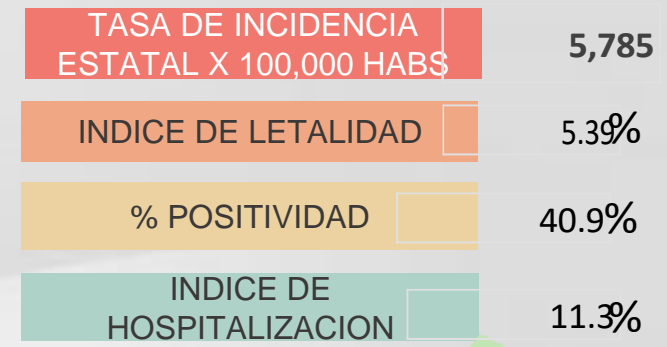 TASA DE INCIDENCIA
ESTATAL X 100,000 HABS
5,785
INDICE DE LETALIDAD
5.39%
% POSITIVIDAD
40.9%
INDICE DE
HOSPITALIZACION
11.3%